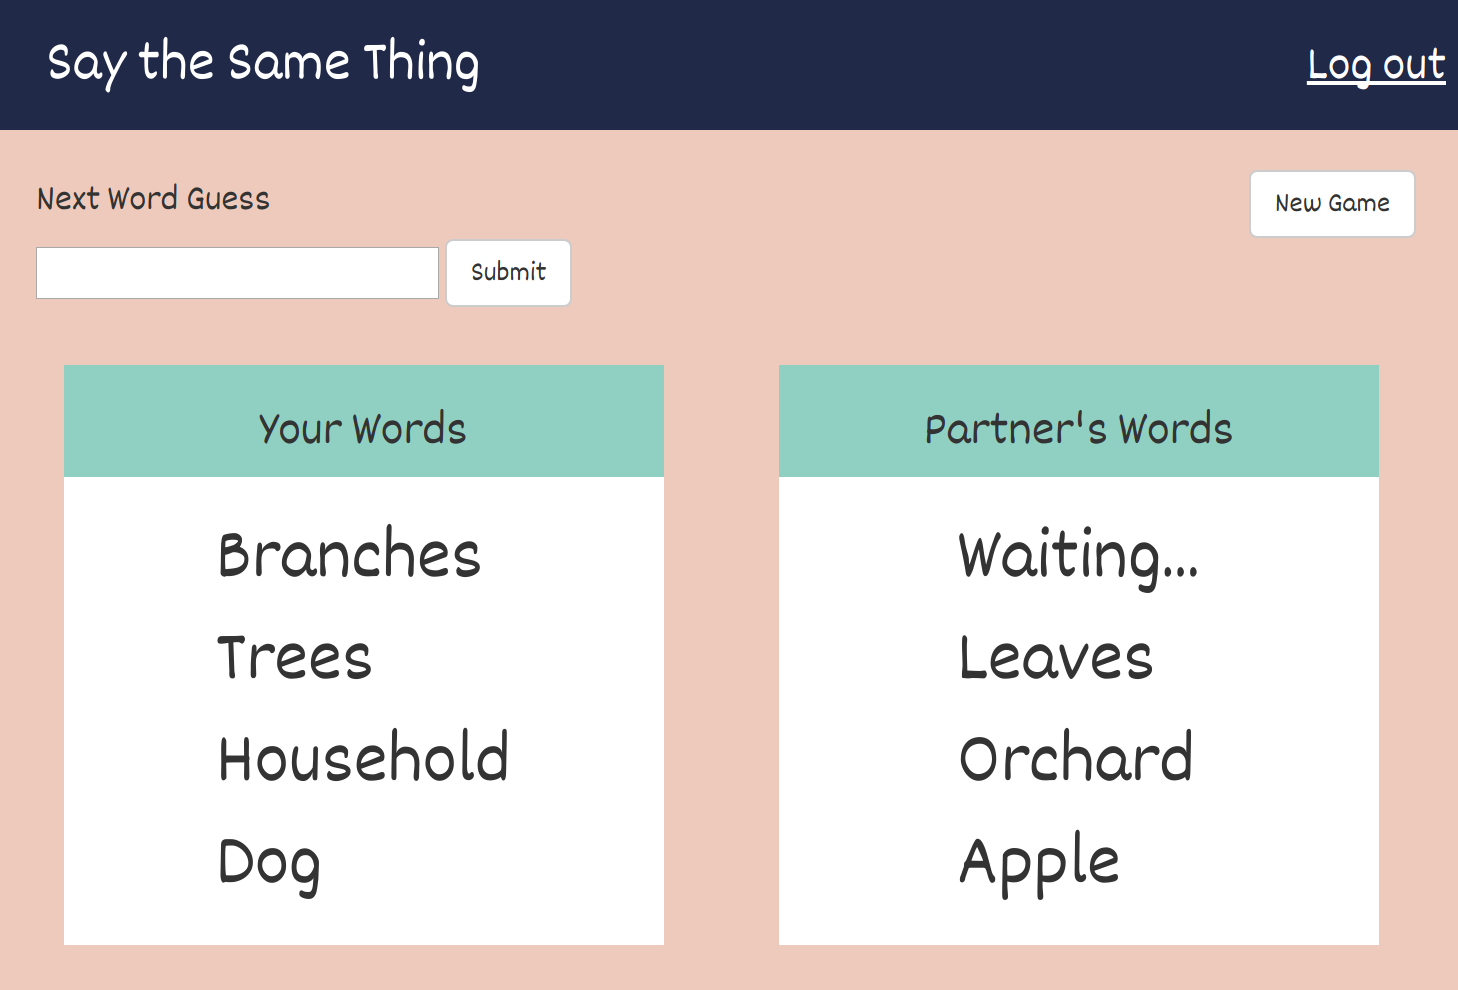 Say the Same Thing
Log out
Next Word Guess
New Game
Submit
Your Words
Branches
Trees
Household
Dog
Partner's Words
Waiting...
Leaves
Orchard
Apple